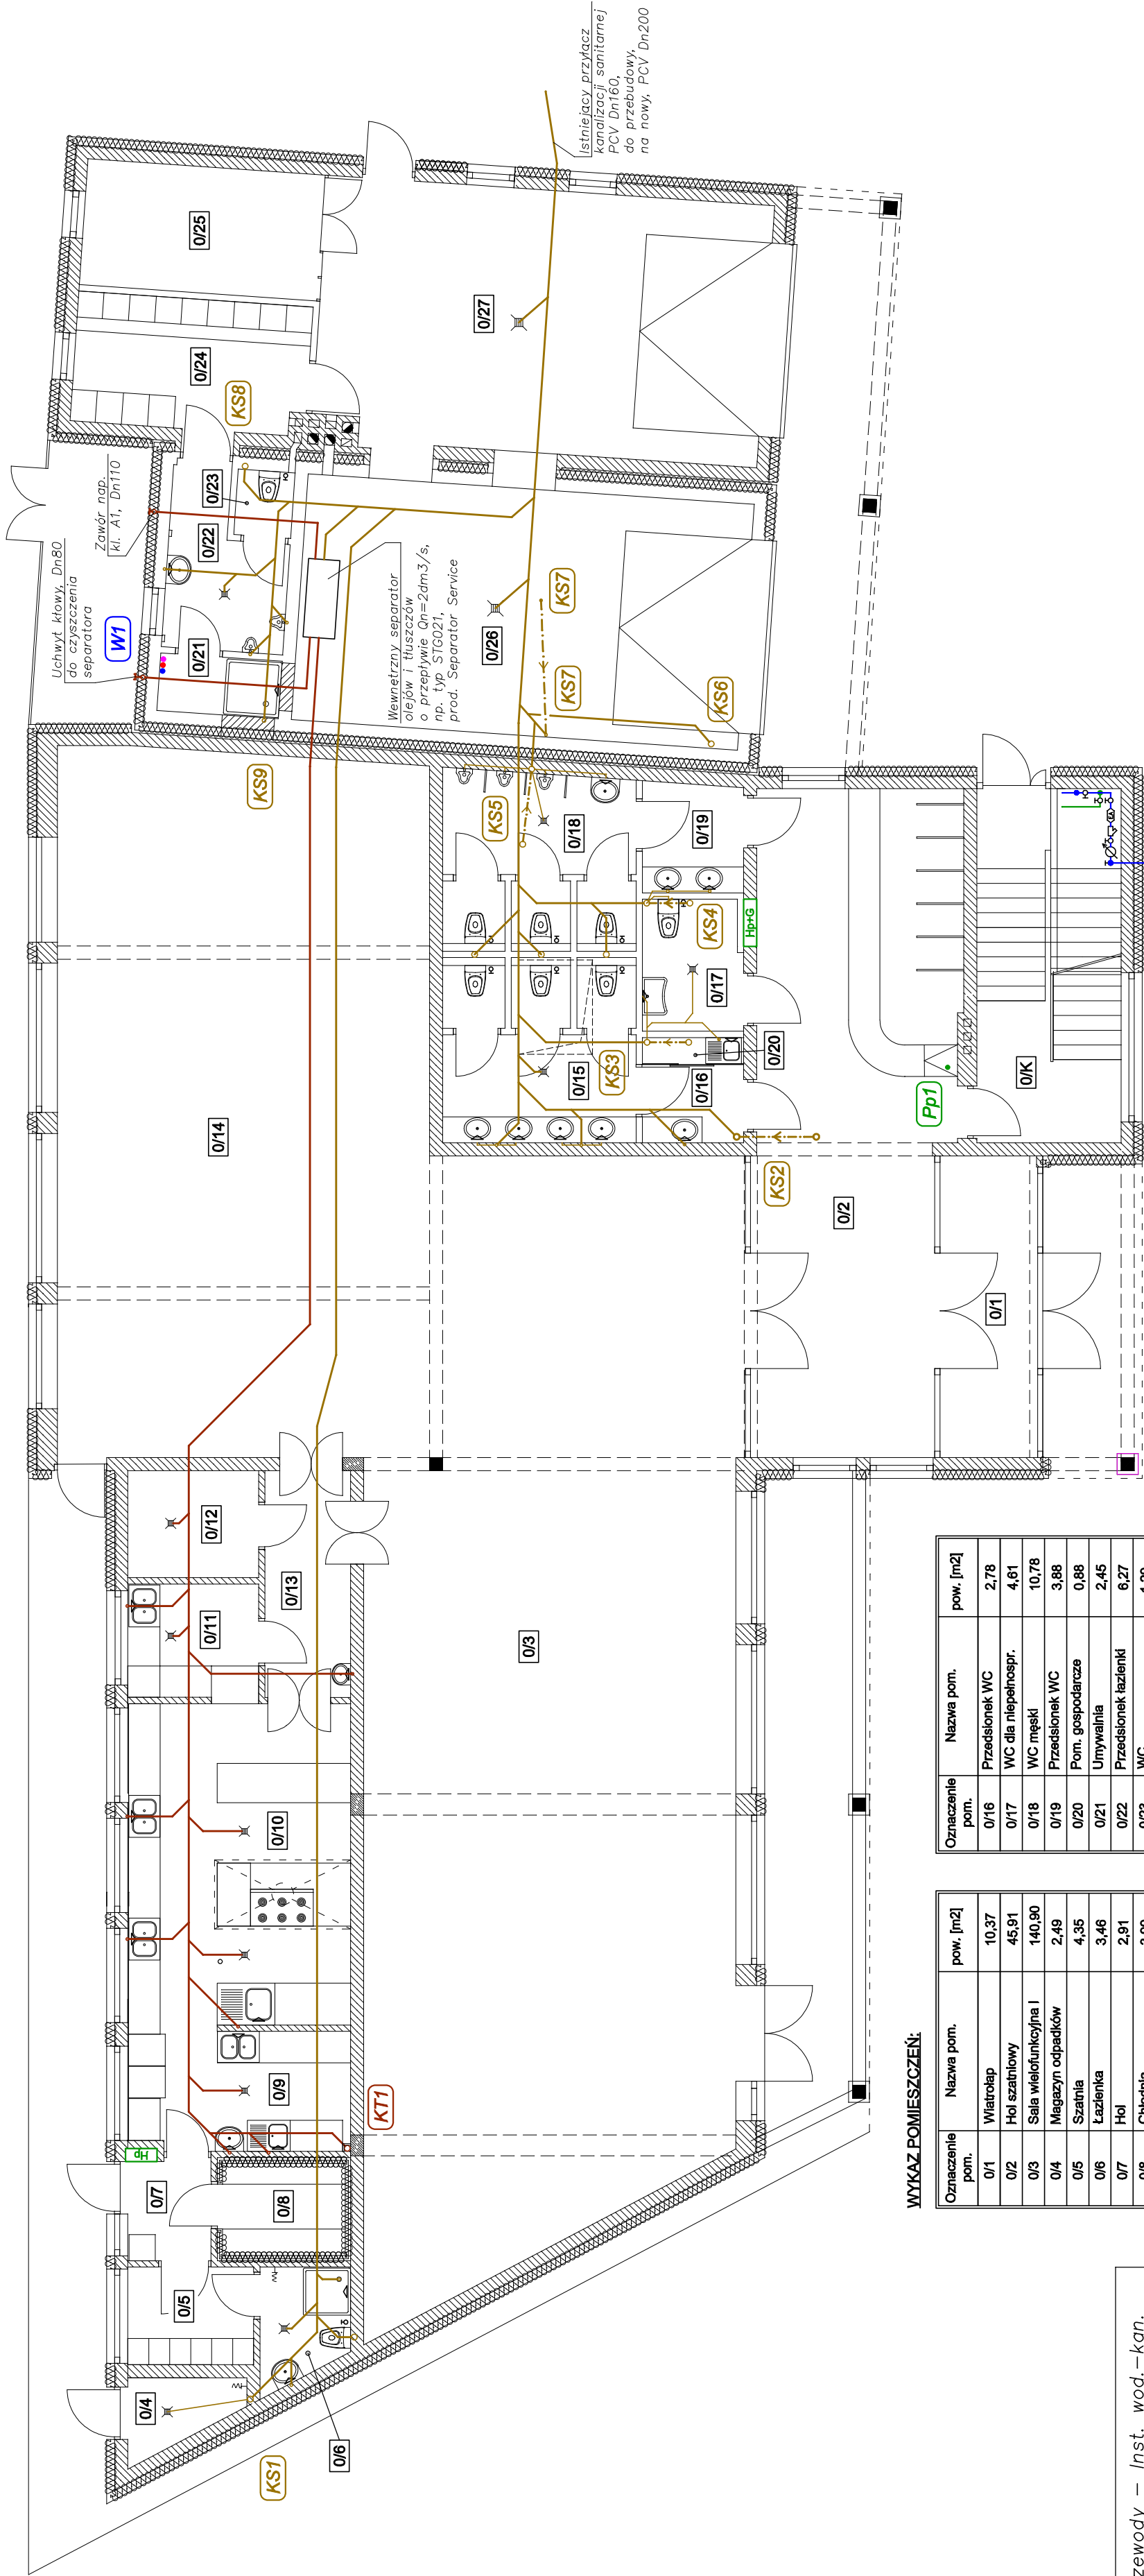 Istniejący przyłącz
kanalizacji sanitarnej
PCV Dn160,
do przebudowy,
na nowy, PCV Dn200
Uchwyt kłowy, Dn80
do czyszczenia
separatora
Zawór nap.
kl. A1, Dn110
W1
Wewnetrzny separator
olejów i tłuszczów
o przepływie Qn=2dm3/s,
np. typ STG021,
prod. Separator Service
0/25
0/24
KS8
0/23
0/22
0/21
0/27
0/26
KS7
KS7
KS6
KS9
KS5
0/18
0/19
KS4
Hp+G
0/17
0/20
0/15
KS3
0/16
KS2
Pp1
0/K
0/14
0/2
0/1
0/12
0/13
0/11
0/3
0/10
0/9
KT1
Hp
0/7
0/8
0/5
0/4
0/6
KS1
WYKAZ POMIESZCZEŃ:
Oznaczenie pom. Nazwa pom. pow. [m2]
0/1 Wiatrołap 10,37
0/2 Hol szatniowy 45,91
0/3 Sala wielofunkcyjna I 140,90
0/4 Magazyn odpadków 2,49
0/5 Szatnia 4,35
0/6 Łazienka 3,46
0/7 Hol 2,91
Oznaczenie pom. Nazwa pom. pow. [m2]
0/16 Przedsionek WC 2,78
0/17 WC dla niepełnospr. 4,61
0/18 WC męski 10,78
0/19 Przedsionek WC 3,88
0/20 Pom. gospodarcze 0,88
0/21 Umywalnia 2,45
0/22 Przedsionek łazienki 6,27
zewody – Inst. wod.–kan.